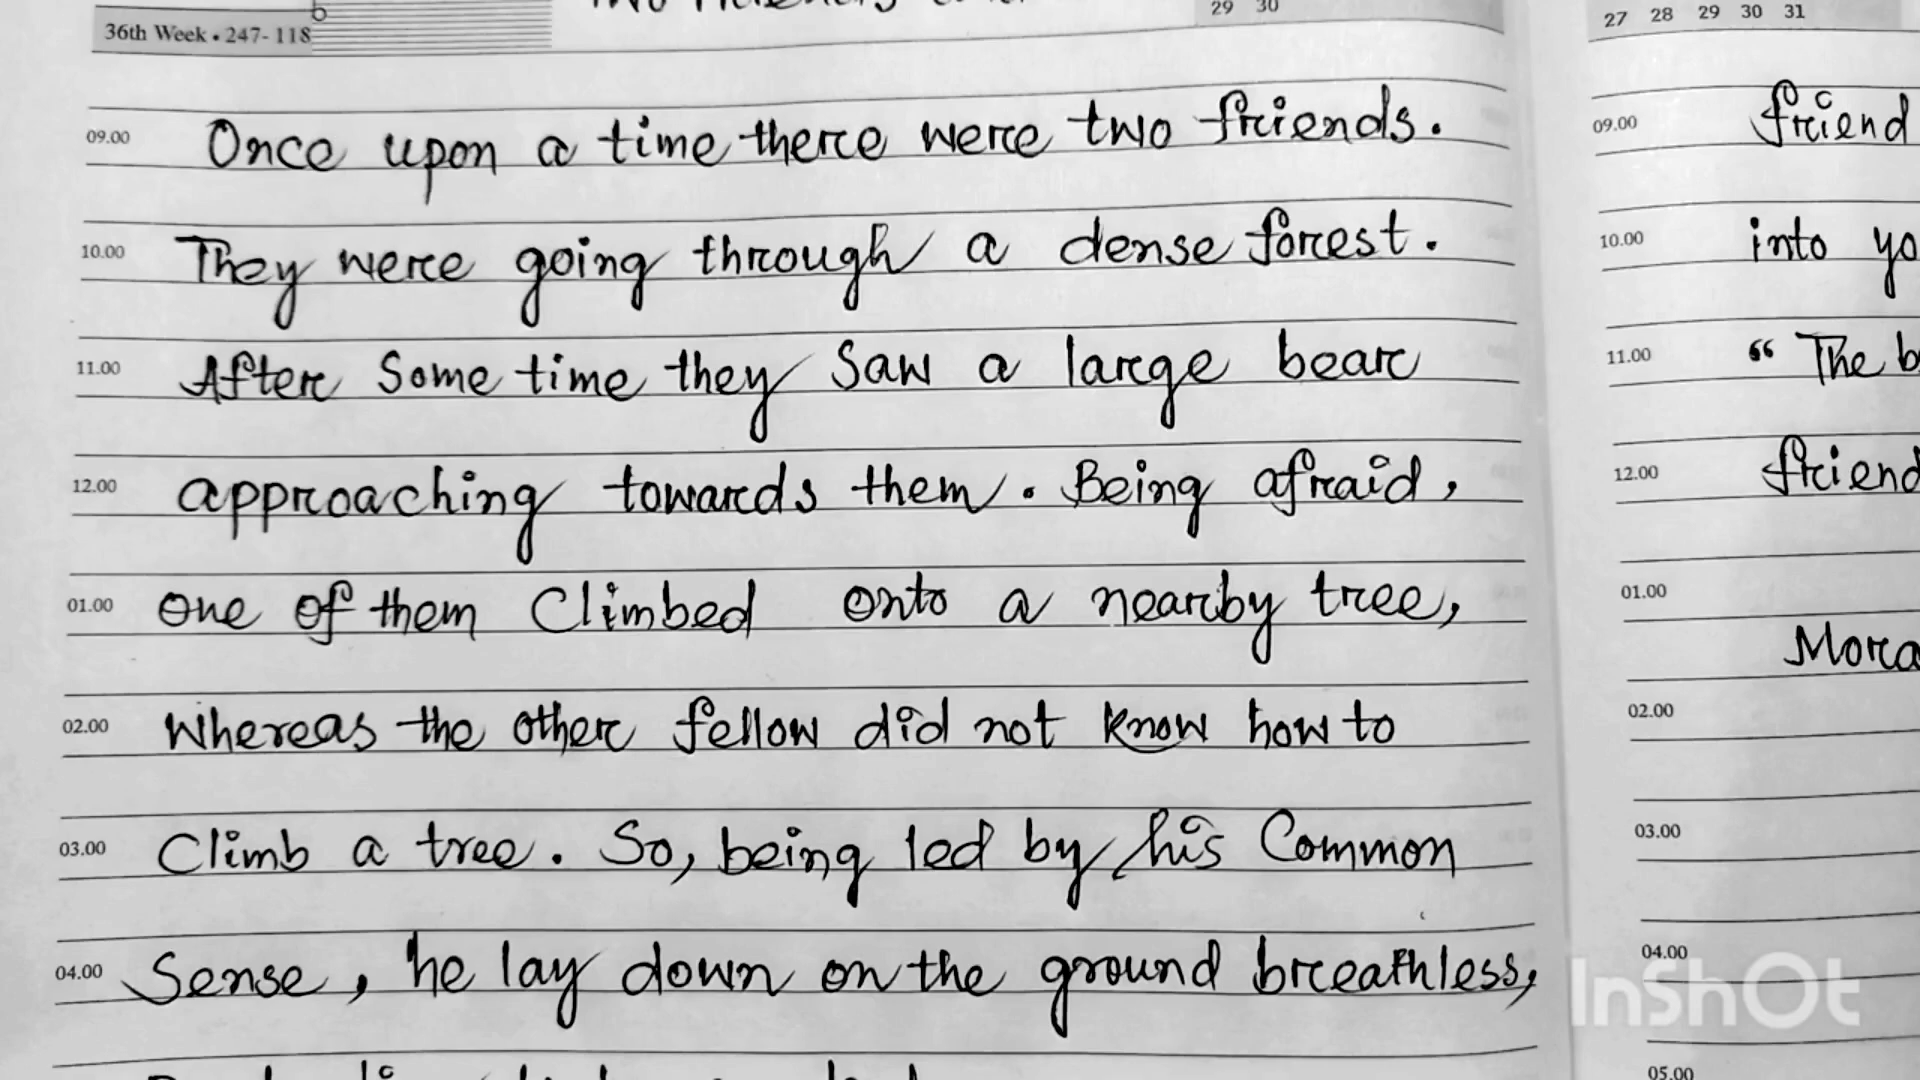 36th Week • 247-118
29 30
Once upon a time there were two friends.
They were going through a dense forest.
After some time they saw a large bear
approaching towards them. Being afraid,
one of them climbed onto a nearby tree,
whereas the other fellow did not know how to
climb a tree. So, being led by his common
sense, he lay down on the ground breathless,
09.00
10.00
11.00
12.00
01.00
02.00
03.00
04.00
27 28 29 30 31
friend
into
" The
friend
09.00
10.00
11.00
12.00
01.00
02.00
03.00
04.00
05.00
InShOt